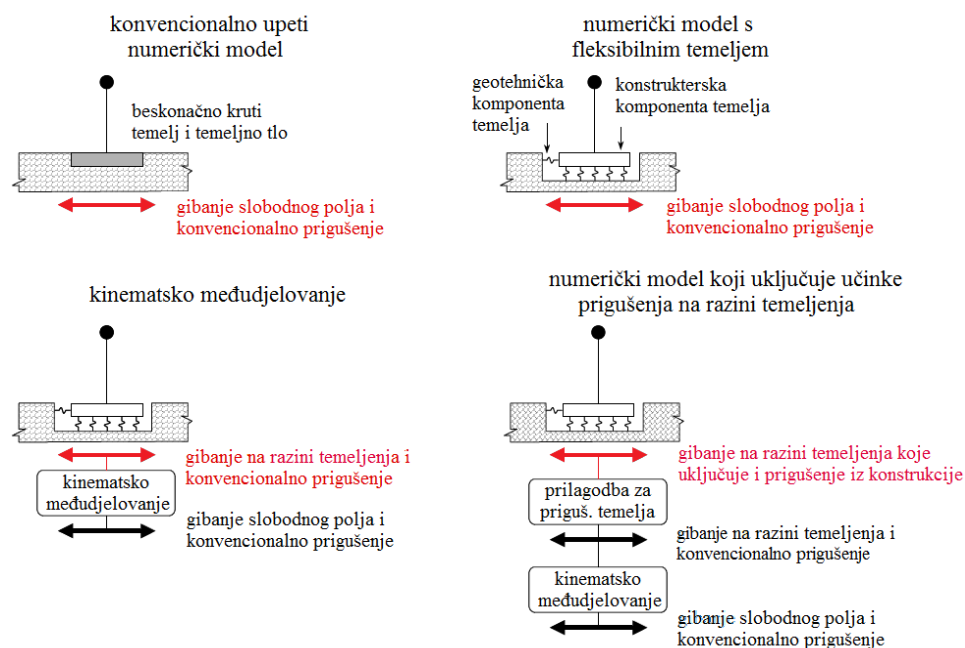 konvencionalno upeti
numerički model
beskonačno kruti
temelj i temeljno tlo
gibanje slobodnog polja i
konvencionalno prigušenje
numerički model s
fleksibilnim temeljem
geotehnička
komponenta
temelja
konstrukterska
komponenta temelja
gibanje slobodnog polja i
konvencionalno prigušenje
kinematsko međudjelovanje
gibanje na razini temeljenja i
konvencionalno prigušenje
kinematsko
međudjelovanje
gibanje slobodnog polja i
konvencionalno prigušenje
numerički model koji uključuje učinke
prigušenja na razini temeljenja
gibanje na razini temeljenja koje
uključuje i prigušenje iz konstrukcije
prilagodba za
priguš. temelja
gibanje na razini temeljenja i
konvencionalno prigušenje
kinematsko
međudjelovanje
gibanje slobodnog polja i
konvencionalno prigušenje